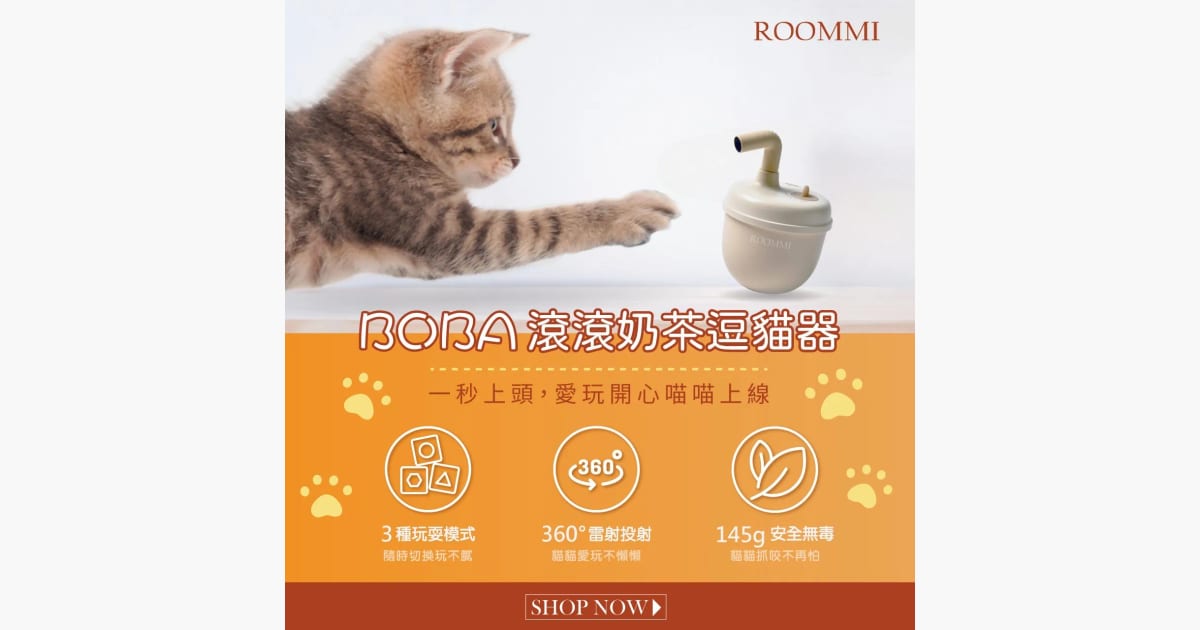 ROOMMI
ROOMMI
BOBA 滾滾奶茶逗貓器
一秒上頭，愛玩開心喵喵上線
360°
3種玩耍模式
360°雷射投射
145g 安全無毒
隨時切換玩不膩
貓貓愛玩不懶懶
貓貓抓咬不再怕
SHOP NOW